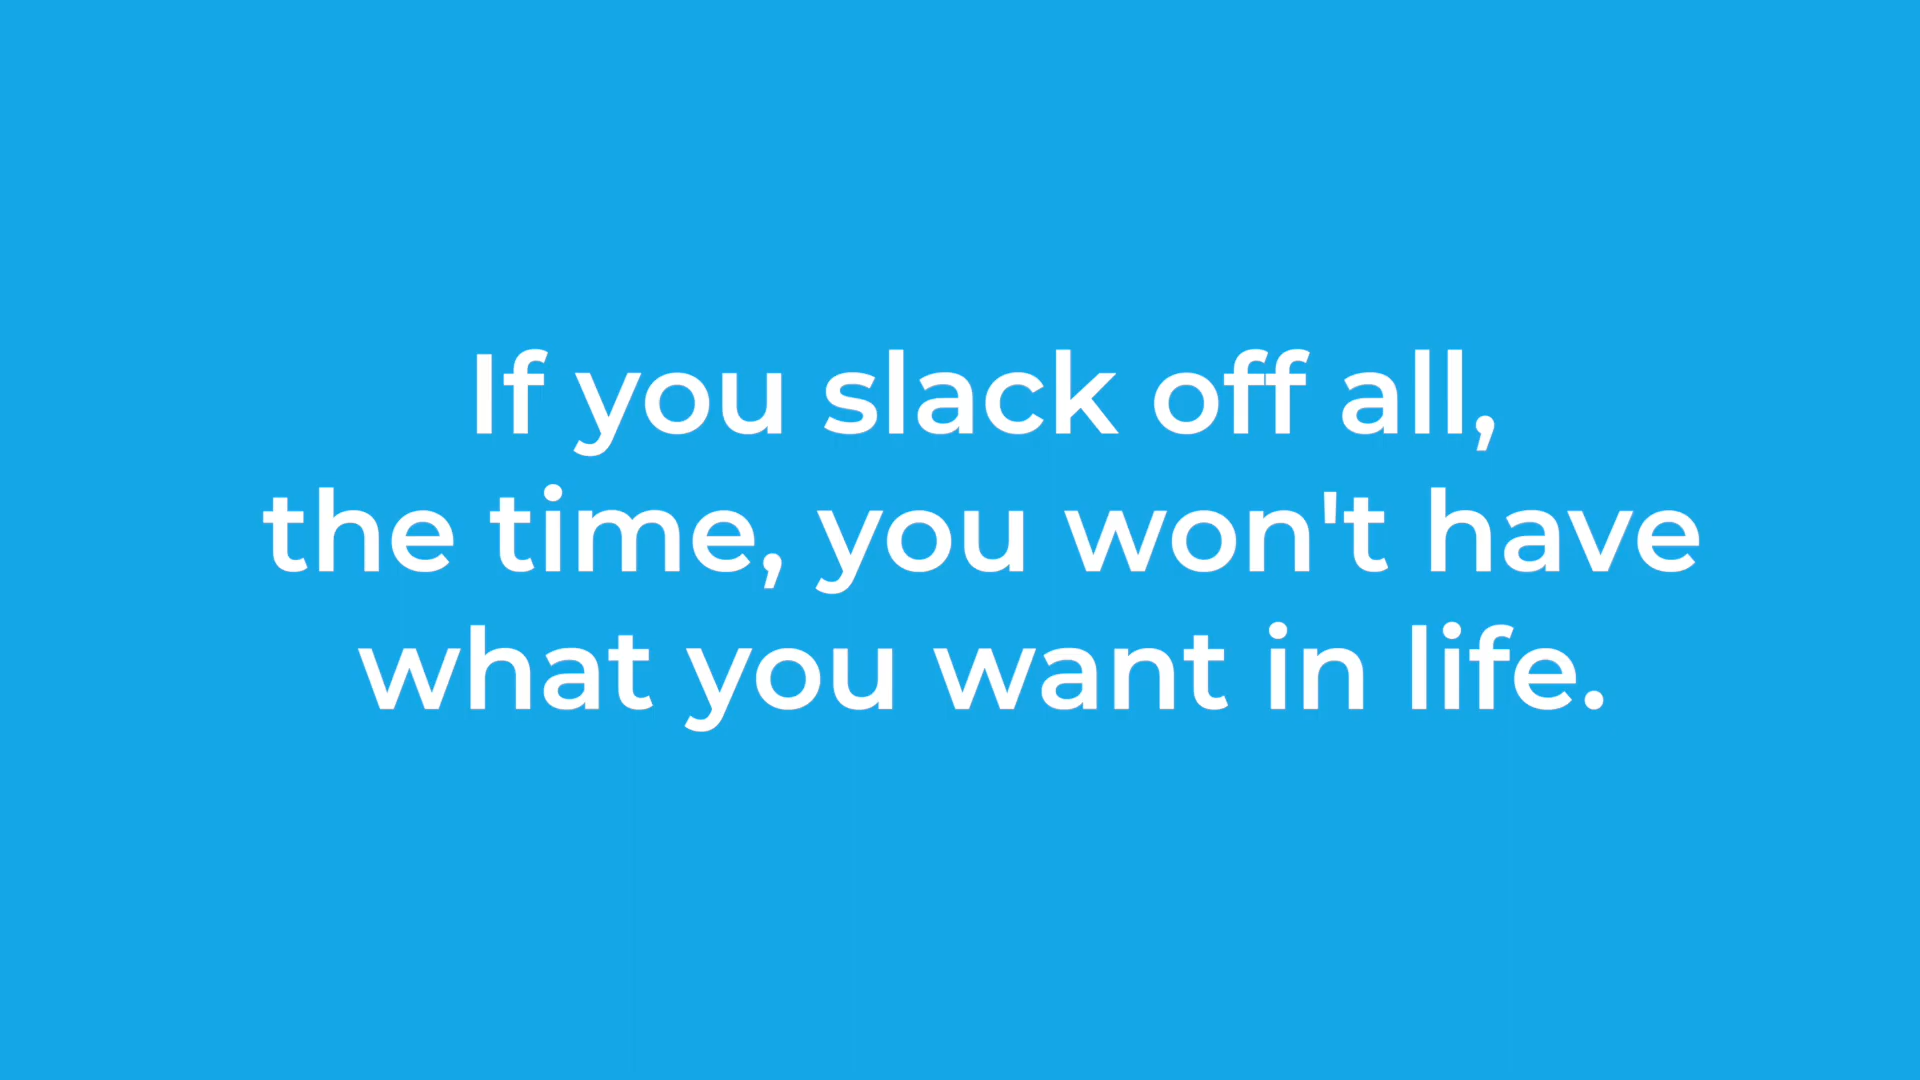 If you slack off all,
the time, you won't have
what you want in life.